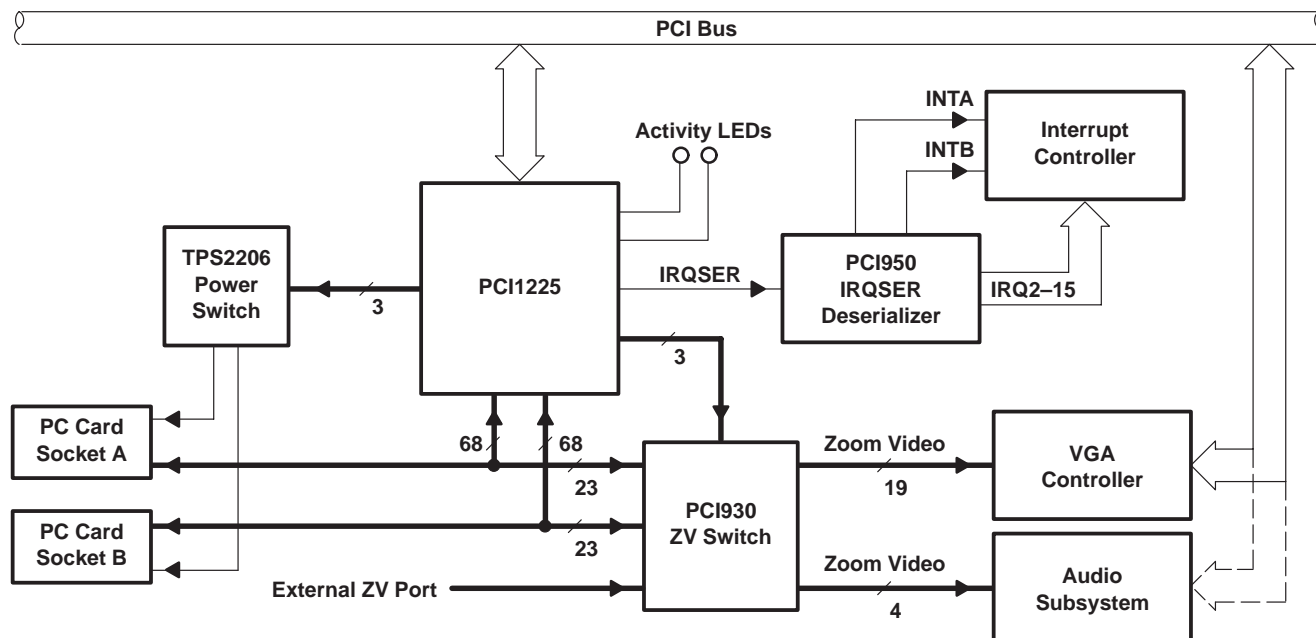 PCI Bus
Activity LEDs
INTA
INTB
Interrupt
Controller
TPS2206
Power
Switch
3
PCI1225
IRQSER
PCI950
IRQSER
Deserializer
IRQ2–15
3
PC Card
Socket A
68
68
23
PC Card
Socket B
23
External ZV Port
PCI930
ZV Switch
Zoom Video
19
VGA
Controller
Zoom Video
4
Audio
Subsystem